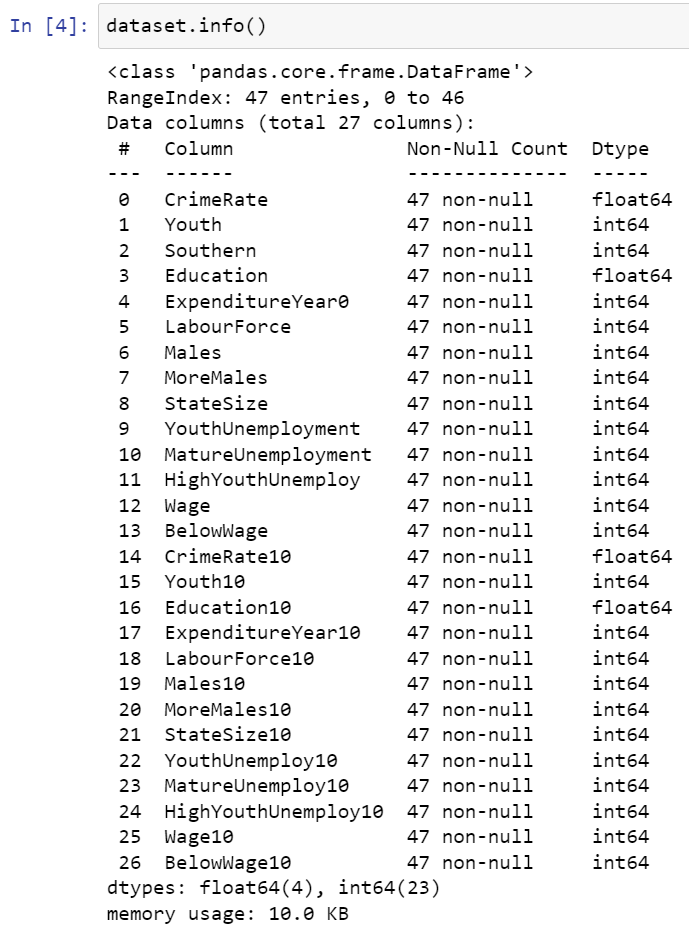 In [4]: dataset.info()
<class 'pandas.core.frame.DataFrame'>
RangeIndex: 47 entries, 0 to 46
Data columns (total 27 columns):
 #   Column              Non-Null Count  Dtype
---  ------              --------------  -----
 0   CrimeRate           47 non-null     float64
 1   Youth               47 non-null     int64
 2   Southern            47 non-null     int64
 3   Education           47 non-null     float64
 4   ExpenditureYear0    47 non-null     int64
 5   LabourForce         47 non-null     int64
 6   Males               47 non-null     int64
 7   MoreMales           47 non-null     int64
 8   StateSize           47 non-null     int64
 9   YouthUnemployment   47 non-null     int64
 10  MatureUnemployment  47 non-null     int64
 11  HighYouthUnemploy   47 non-null     int64
 12  Wage                47 non-null     int64
 13  BelowWage           47 non-null     int64
 14  CrimeRate10         47 non-null     float64
 15  Youth10             47 non-null     int64
 16  Education10         47 non-null     float64
 17  ExpenditureYear10   47 non-null     int64
 18  LabourForce10       47 non-null     int64
 19  Males10             47 non-null     int64
 20  MoreMales10         47 non-null     int64
 21  StateSize10         47 non-null     int64
 22  YouthUnemploy10     47 non-null     int64
 23  MatureUnemploy10    47 non-null     int64
 24  HighYouthUnemploy10 47 non-null     int64
 25  Wage10              47 non-null     int64
 26  BelowWage10         47 non-null     int64
dtypes: float64(4), int64(23)
memory usage: 10.0 KB